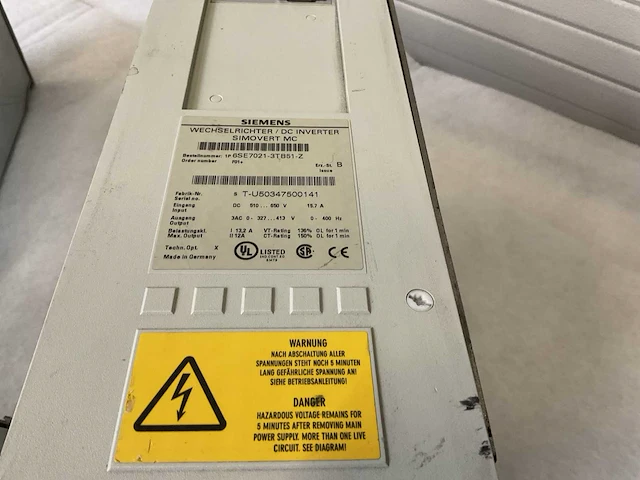 SIEMENS
WECHSELRICHTER / DC INVERTER
SIMOVERT MC
Bestellnummer: 1P 6SE7021-3TB51-Z
Order number
Erz.-St. B
Issue
Fabrik-Nr. S T-U50347500141
Serial no.
Eingang DC 510 ... 650 V 15.7 A
Input
Ausgang 3AC 0- 327...413 V 0- 400 Hz
Output
Belastungskl. I 13,2 A VT-Rating 136% OL for 1 min
Max. Output II 12A CT-Rating 150% OL for 1 min
Techn. Opt. X
Made in Germany
UL LISTED
IND.CONT.EQ.
CE
WARNUNG
NACH ABSCHALTUNG ALLER
SPANNUNGEN STEHT NOCH 5 MINUTEN
LANG GEFÄHRLICHE SPANNUNG AN!
SIEHE BETRIEBSANLEITUNG!
DANGER
HAZARDOUS VOLTAGE REMAINS FOR
5 MINUTES AFTER REMOVING MAIN
POWER SUPPLY. MORE THAN ONE LIVE
CIRCUIT. SEE DIAGRAM!